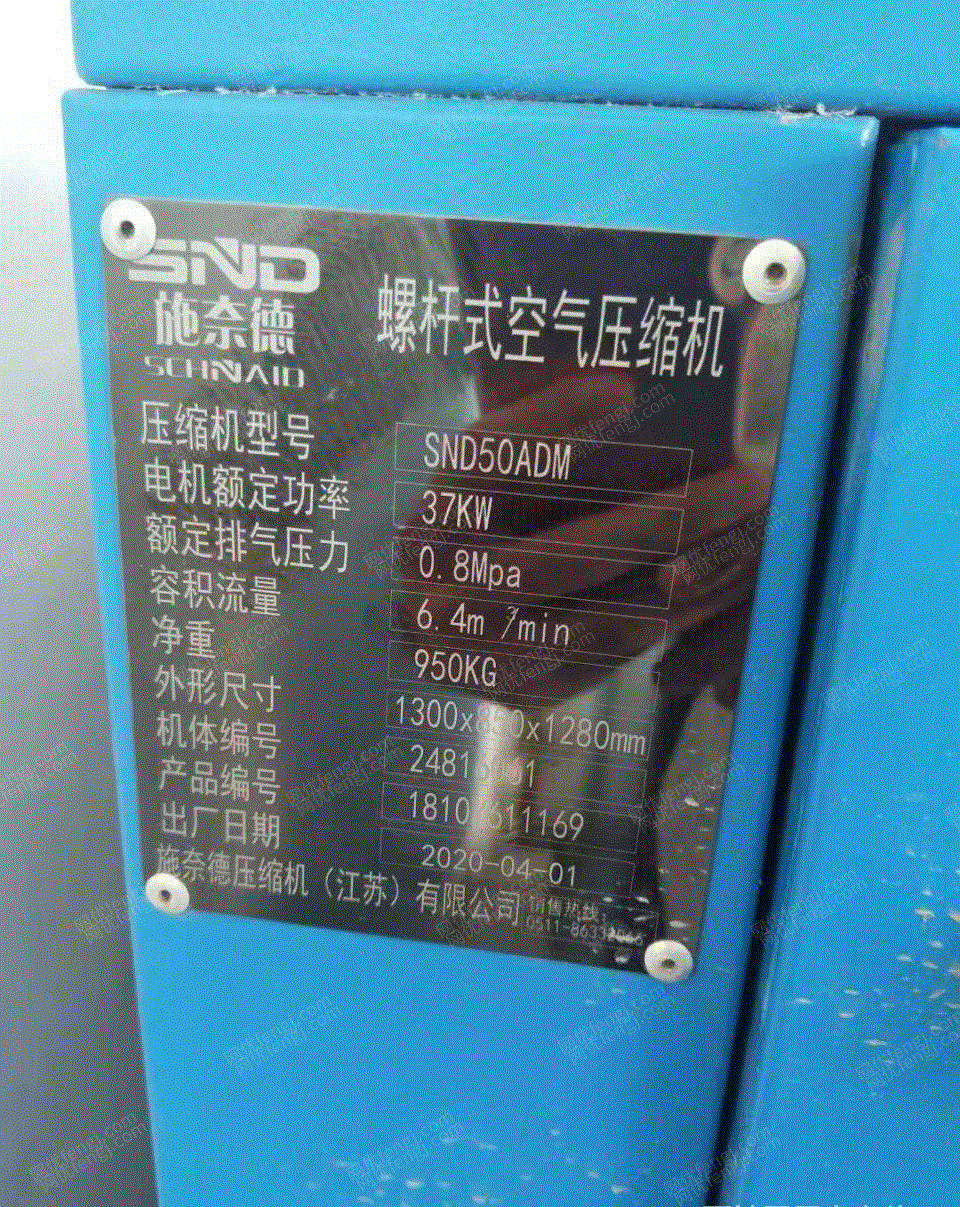 SND
施奈德
SCHNAID
螺杆式空气压缩机
压缩机型号 SND50ADM
电机额定功率 37KW
额定排气压力 0.8Mpa
容积流量 6.4m³/min
净重 950KG
外形尺寸
机体编号
产品编号
出厂日期 2020-04-01
施奈德压缩机（江苏）有限公司 销售热线: